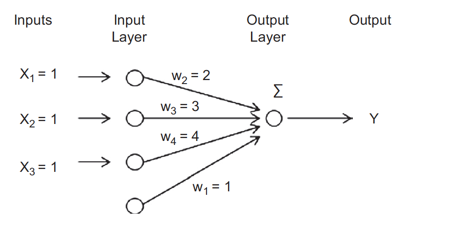 Inputs Input Layer Output Layer Output
X₁ = 1
w₂ = 2
Σ
X₂ = 1
w₃ = 3
Y
w₄ = 4
X₃ = 1
w₁ = 1